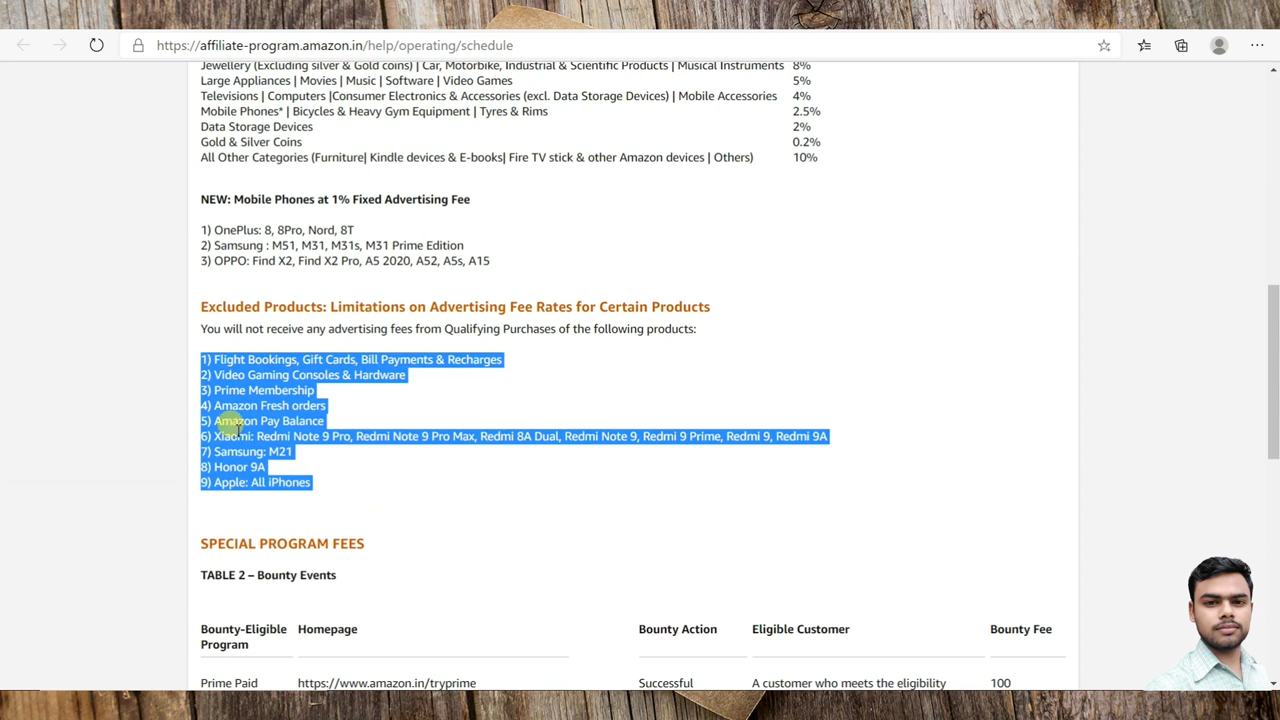 https://affiliate-program.amazon.in/help/operating/schedule
Jewellery (Excluding silver & Gold coins) | Car, Motorbike, Industrial & Scientific Products | Musical Instruments 8%
Large Appliances | Movies | Music | Software | Video Games 5%
Televisions | Computers |Consumer Electronics & Accessories (excl. Data Storage Devices) | Mobile Accessories 4%
Mobile Phones* | Bicycles & Heavy Gym Equipment | Tyres & Rims 2.5%
Data Storage Devices 2%
Gold & Silver Coins 0.2%
All Other Categories (Furniture| Kindle devices & E-books| Fire TV stick & other Amazon devices | Others) 10%
NEW: Mobile Phones at 1% Fixed Advertising Fee
1) OnePlus: 8, 8Pro, Nord, 8T
2) Samsung : M51, M31, M31s, M31 Prime Edition
3) OPPO: Find X2, Find X2 Pro, A5 2020, A52, A5s, A15
Excluded Products: Limitations on Advertising Fee Rates for Certain Products
You will not receive any advertising fees from Qualifying Purchases of the following products:
1) Flight Bookings, Gift Cards, Bill Payments & Recharges
2) Video Gaming Consoles & Hardware
3) Prime Membership
4) Amazon Fresh orders
5) Amazon Pay Balance
6) Xiaomi: Redmi Note 9 Pro, Redmi Note 9 Pro Max, Redmi 8A Dual, Redmi Note 9, Redmi 9 Prime, Redmi 9, Redmi 9A
7) Samsung: M21
8) Honor 9A
9) Apple: All iPhones
SPECIAL PROGRAM FEES
TABLE 2 – Bounty Events
Bounty-Eligible Homepage Bounty Action Eligible Customer Bounty Fee
Program
Prime Paid https://www.amazon.in/tryprime Successful A customer who meets the eligibility 100